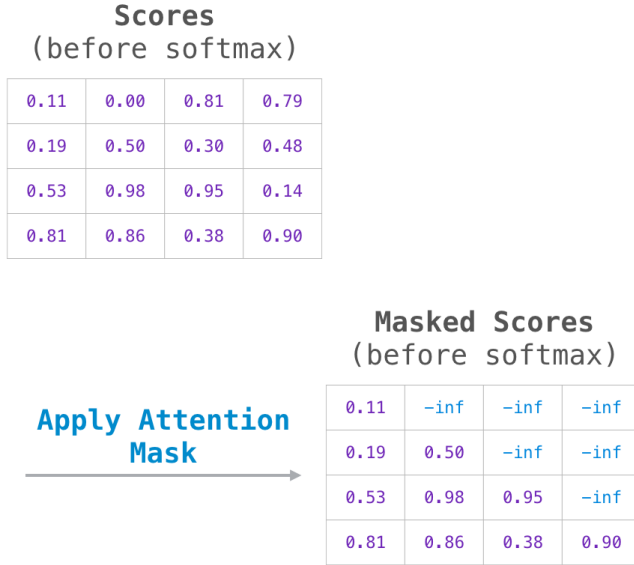 Scores
(before softmax)
0.11 0.00 0.81 0.79
0.19 0.50 0.30 0.48
0.53 0.98 0.95 0.14
0.81 0.86 0.38 0.90
Masked Scores
(before softmax)
Apply Attention
Mask
0.11 -inf -inf -inf
0.19 0.50 -inf -inf
0.53 0.98 0.95 -inf
0.81 0.86 0.38 0.90